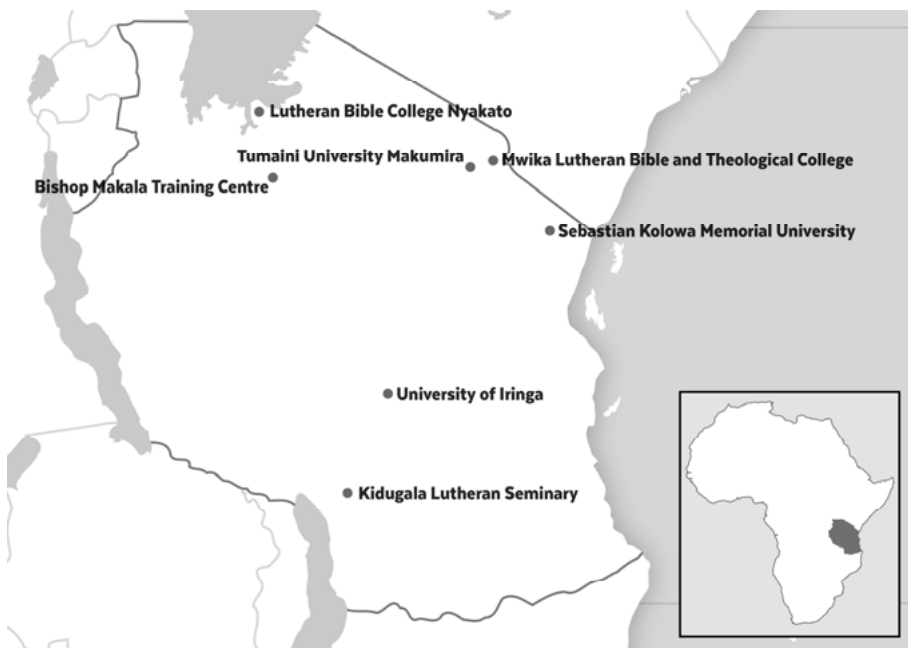 Lutheran Bible College Nyakato
Tumaini University Makumira
Mwika Lutheran Bible and Theological College
Bishop Makala Training Centre
Sebastian Kolowa Memorial University
University of Iringa
Kidugala Lutheran Seminary